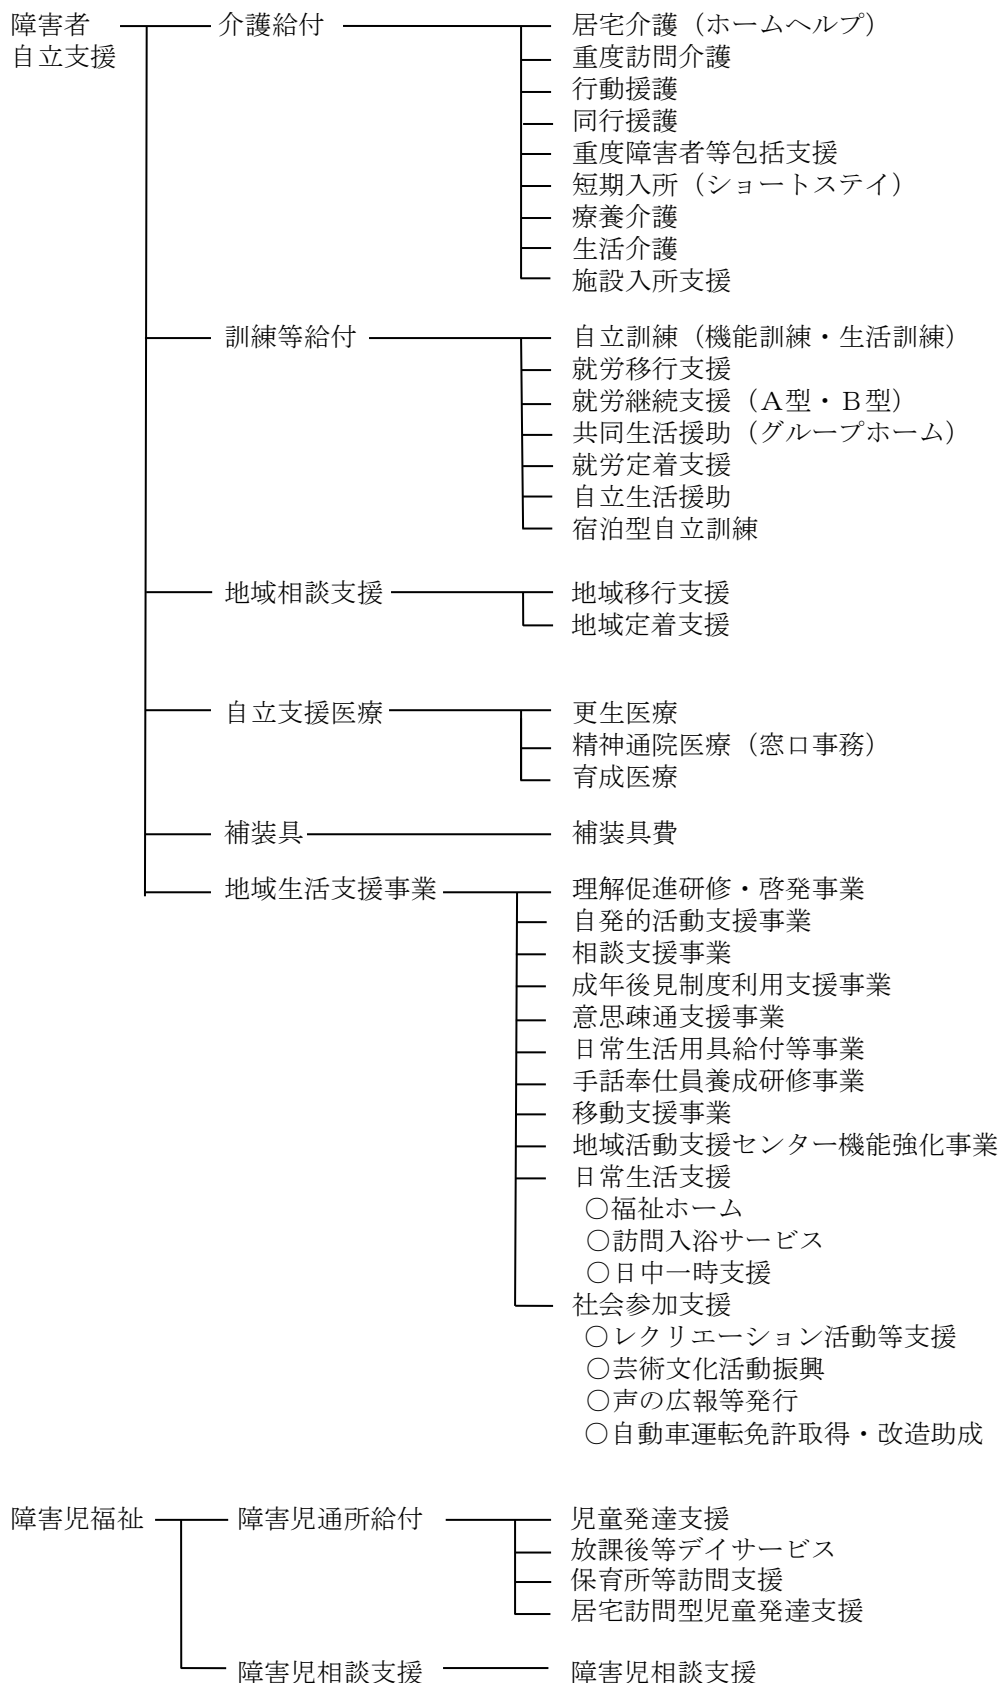 障害者 介護給付 居宅介護（ホームヘルプ）
自立支援 重度訪問介護
行動援護
同行援護
重度障害者等包括支援
短期入所（ショートステイ）
療養介護
生活介護
施設入所支援
訓練等給付 自立訓練（機能訓練・生活訓練）
就労移行支援
就労継続支援（Ａ型・Ｂ型）
共同生活援助（グループホーム）
就労定着支援
自立生活援助
宿泊型自立訓練
地域相談支援 地域移行支援
地域定着支援
自立支援医療 更生医療
精神通院医療（窓口事務）
育成医療
補装具 補装具費
地域生活支援事業 理解促進研修・啓発事業
自発的活動支援事業
相談支援事業
成年後見制度利用支援事業
意思疎通支援事業
日常生活用具給付等事業
手話奉仕員養成研修事業
移動支援事業
地域活動支援センター機能強化事業
日常生活支援
○福祉ホーム
○訪問入浴サービス
○日中一時支援
社会参加支援
○レクリエーション活動等支援
○芸術文化活動振興
○声の広報等発行
○自動車運転免許取得・改造助成
障害児福祉 障害児通所給付 児童発達支援
放課後等デイサービス
保育所等訪問支援
居宅訪問型児童発達支援
障害児相談支援 障害児相談支援